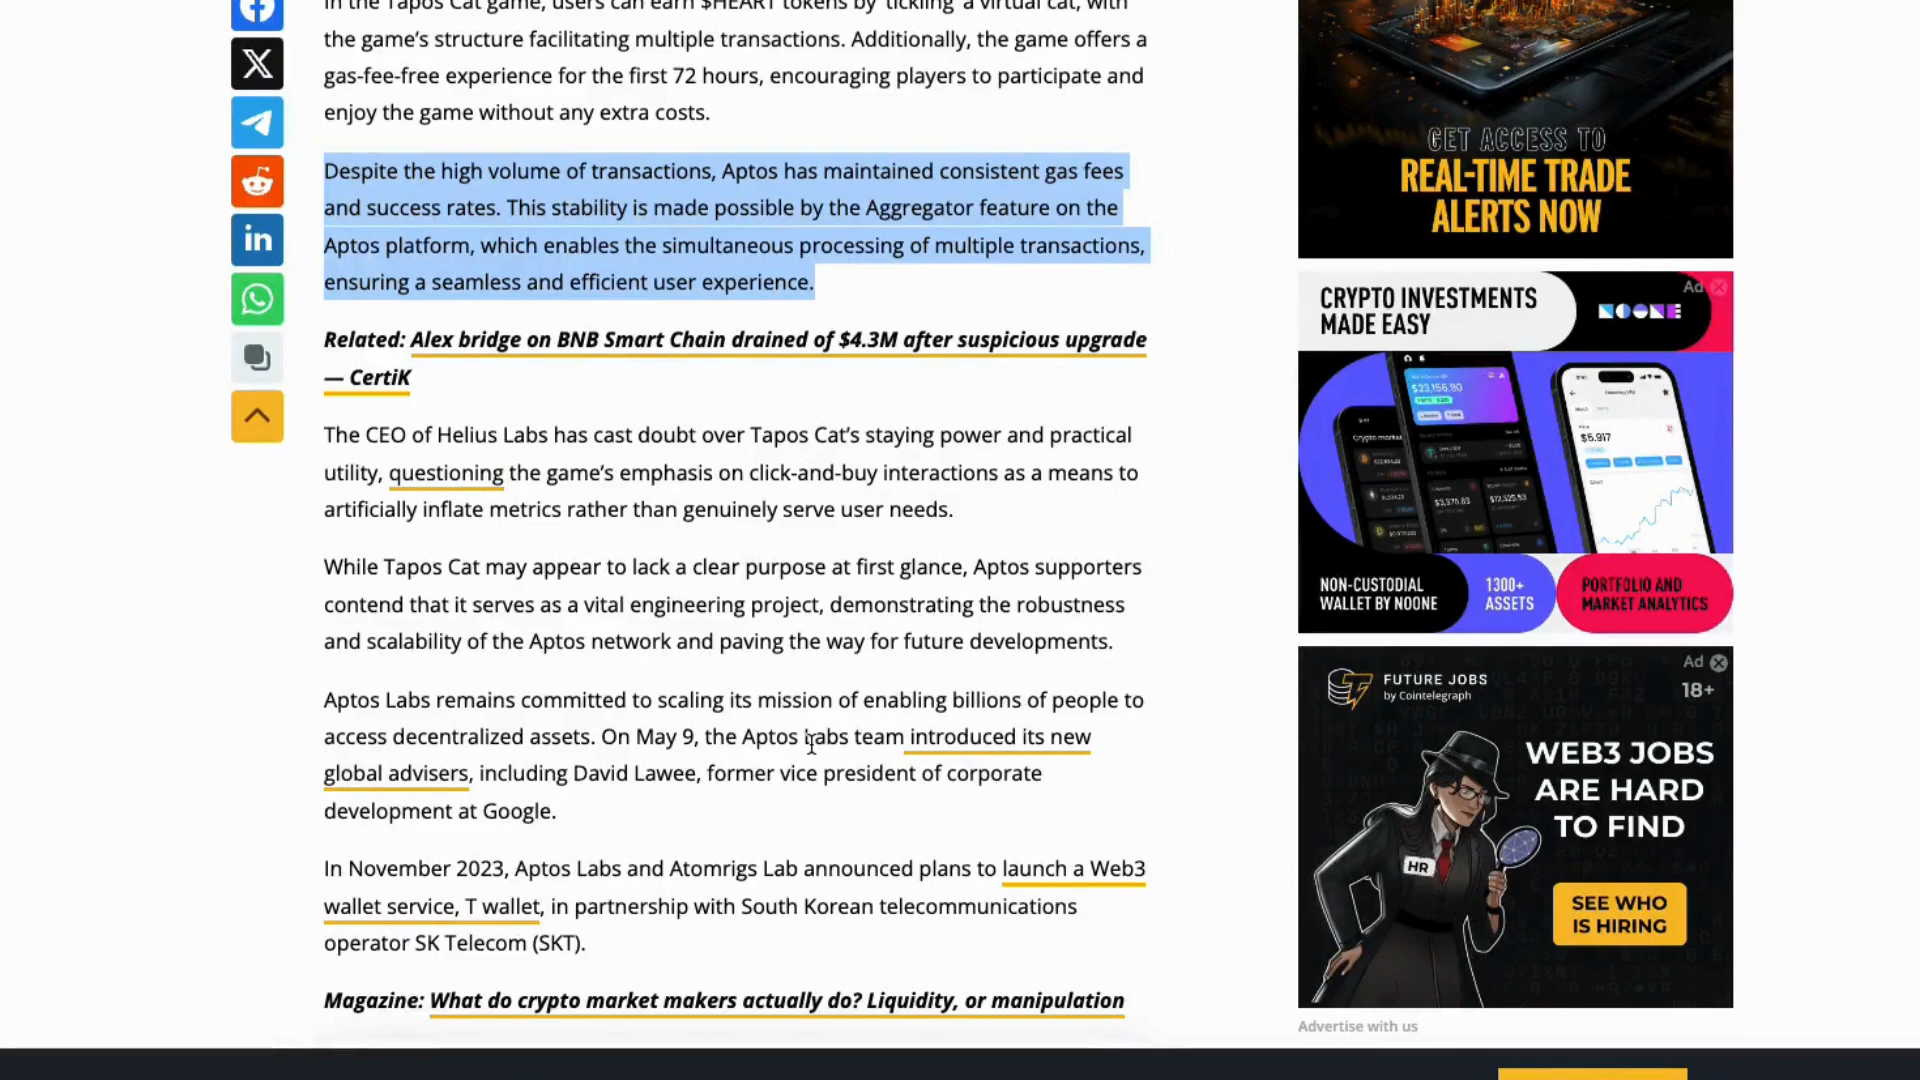 In the Tapos Cat game, users can earn $HEART tokens by 'tickling' a virtual cat, with
the game's structure facilitating multiple transactions. Additionally, the game offers a
gas-fee-free experience for the first 72 hours, encouraging players to participate and
enjoy the game without any extra costs.
Despite the high volume of transactions, Aptos has maintained consistent gas fees
and success rates. This stability is made possible by the Aggregator feature on the
Aptos platform, which enables the simultaneous processing of multiple transactions,
ensuring a seamless and efficient user experience.
Related: Alex bridge on BNB Smart Chain drained of $4.3M after suspicious upgrade
— CertiK
The CEO of Helius Labs has cast doubt over Tapos Cat's staying power and practical
utility, questioning the game's emphasis on click-and-buy interactions as a means to
artificially inflate metrics rather than genuinely serve user needs.
While Tapos Cat may appear to lack a clear purpose at first glance, Aptos supporters
contend that it serves as a vital engineering project, demonstrating the robustness
and scalability of the Aptos network and paving the way for future developments.
Aptos Labs remains committed to scaling its mission of enabling billions of people to
access decentralized assets. On May 9, the Aptos Labs team introduced its new
global advisers, including David Lawee, former vice president of corporate
development at Google.
In November 2023, Aptos Labs and Atomrigs Lab announced plans to launch a Web3
wallet service, T wallet, in partnership with South Korean telecommunications
operator SK Telecom (SKT).
Magazine: What do crypto market makers actually do? Liquidity, or manipulation
GET ACCESS TO
REAL-TIME TRADE
ALERTS NOW
Ad
CRYPTO INVESTMENTS
MADE EASY
NOONE
$23,156.90
Crypto market
$5.917
$3,375.63
$12,325.53
NON-CUSTODIAL
WALLET BY NOONE
1300+
ASSETS
PORTFOLIO AND
MARKET ANALYTICS
Ad
FUTURE JOBS
by Cointelegraph
18+
WEB3 JOBS
ARE HARD
TO FIND
HR
SEE WHO
IS HIRING
Advertise with us